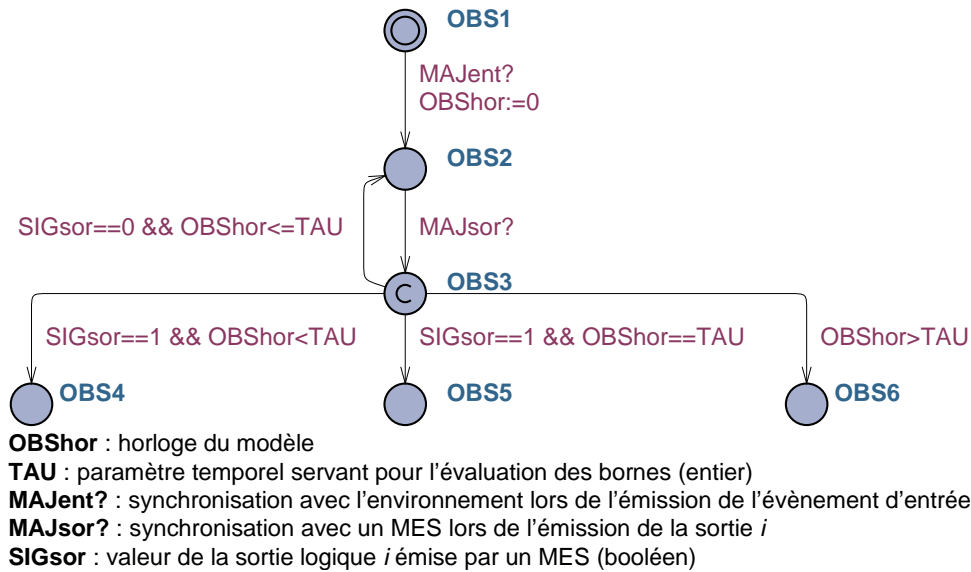 OBS1
MAJent?
OBShor:=0
OBS2
SIGsor==0 && OBShor<=TAU
MAJsor?
OBS3
C
SIGsor==1 && OBShor<TAU
SIGsor==1 && OBShor==TAU
OBShor>TAU
OBS4
OBS5
OBS6
OBShor : horloge du modèle
TAU : paramètre temporel servant pour l'évaluation des bornes (entier)
MAJent? : synchronisation avec l'environnement lors de l'émission de l'évènement d'entrée
MAJsor? : synchronisation avec un MES lors de l'émission de la sortie i
SIGsor : valeur de la sortie logique i émise par un MES (booléen)